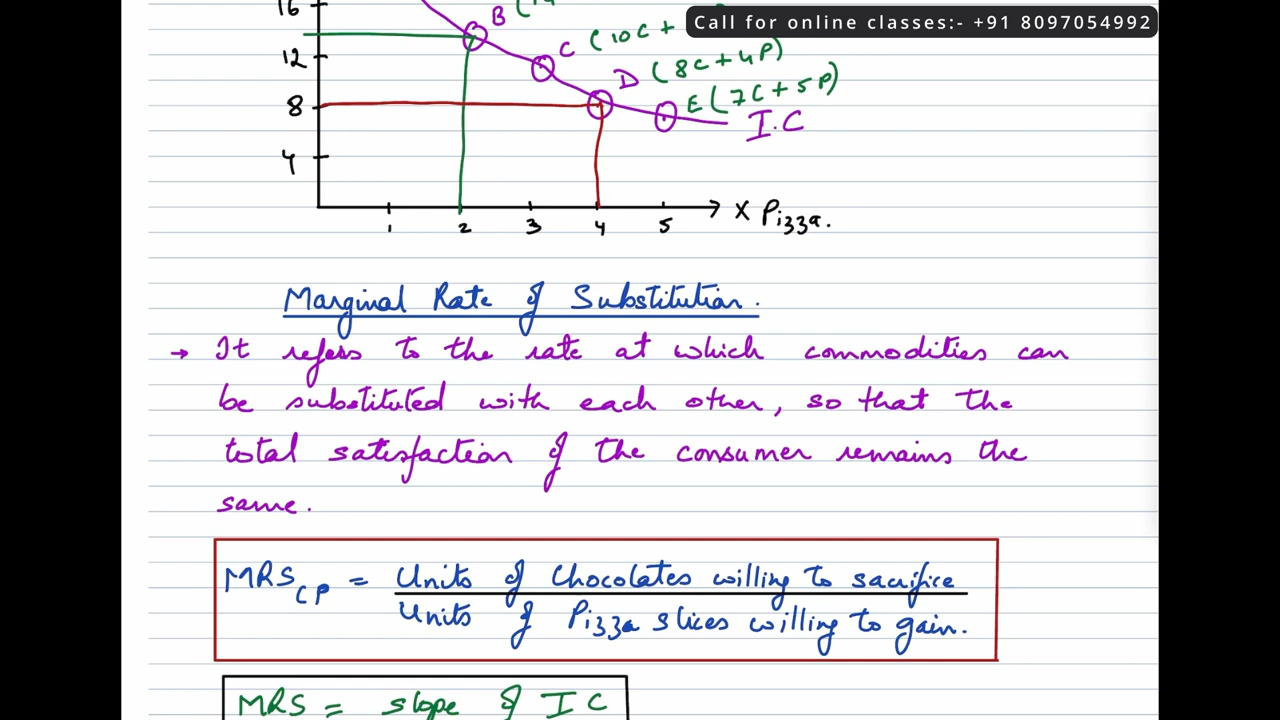 Call for online classes:- +91 8097054992
16
B
C (10C +
12
D (8C+4P)
8
E (7C+5P)
I.C
4
1 2 3 4 5
X Pizza.
Marginal Rate of Substitution.
→ It refers to the rate at which commodities can
be substituted with each other, so that the
total satisfaction of the consumer remains the
same.
MRS CP = Units of Chocolates willing to sacrifice
Units of Pizza slices willing to gain.
MRS = slope of IC